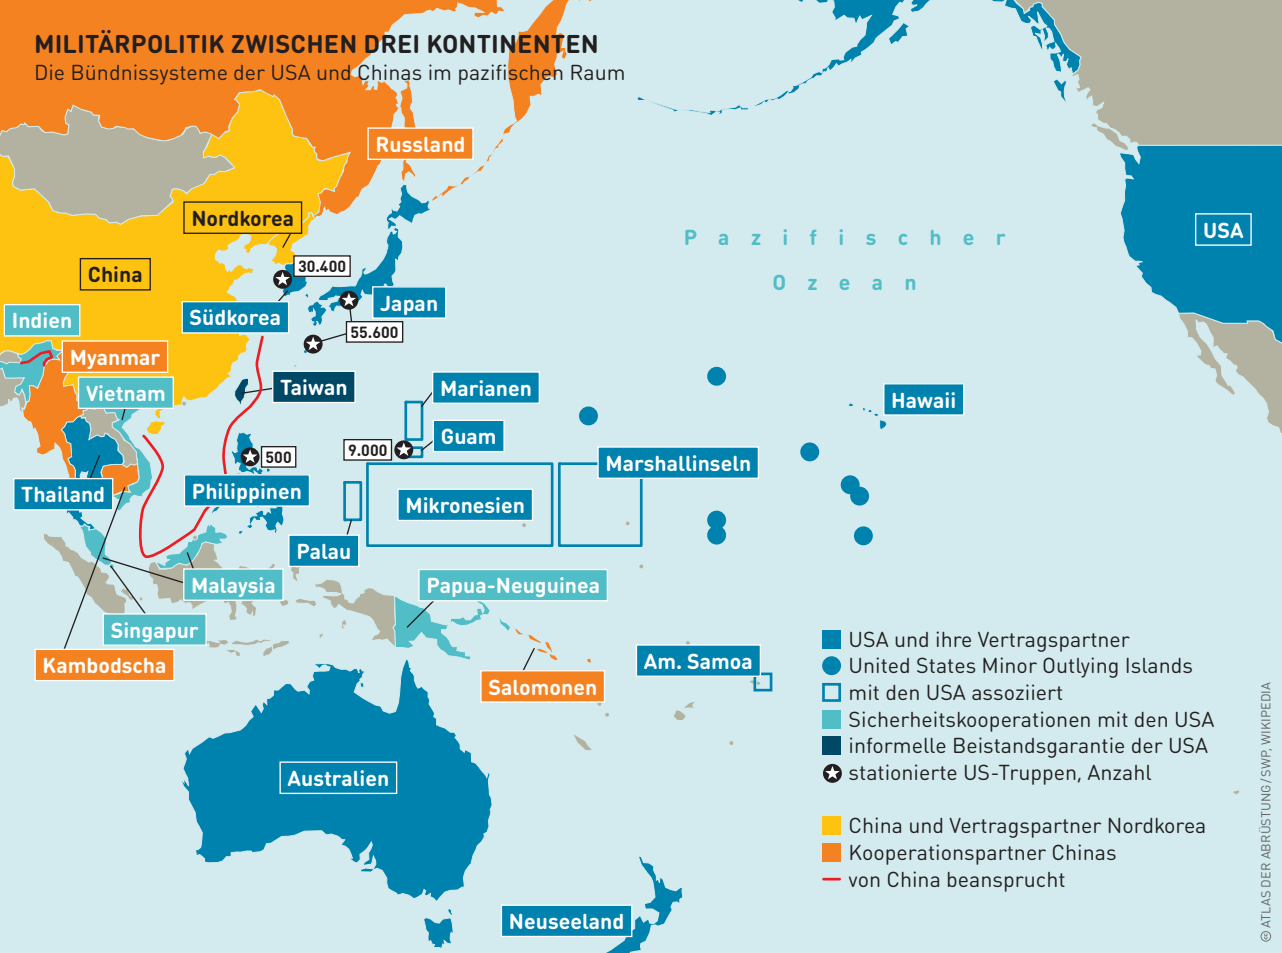 MILITÄRPOLITIK ZWISCHEN DREI KONTINENTEN
Die Bündnissysteme der USA und Chinas im pazifischen Raum
Russland
Nordkorea
USA
Pazifischer
Ozean
China
30.400
Südkorea
Japan
Indien
55.600
Myanmar
Vietnam
Taiwan
Marianen
Hawaii
Guam
9.000
500
Marshallinseln
Thailand
Philippinen
Mikronesien
Palau
Malaysia
Papua-Neuguinea
Singapur
Kambodscha
Salomonen
Am. Samoa
Australien
Neuseeland
USA und ihre Vertragspartner
United States Minor Outlying Islands
mit den USA assoziiert
Sicherheitskooperationen mit den USA
informelle Beistandsgarantie der USA
stationierte US-Truppen, Anzahl
China und Vertragspartner Nordkorea
Kooperationspartner Chinas
von China beansprucht
🅭 ATLAS DER ABRÜSTUNG / SWP, WIKIPEDIA